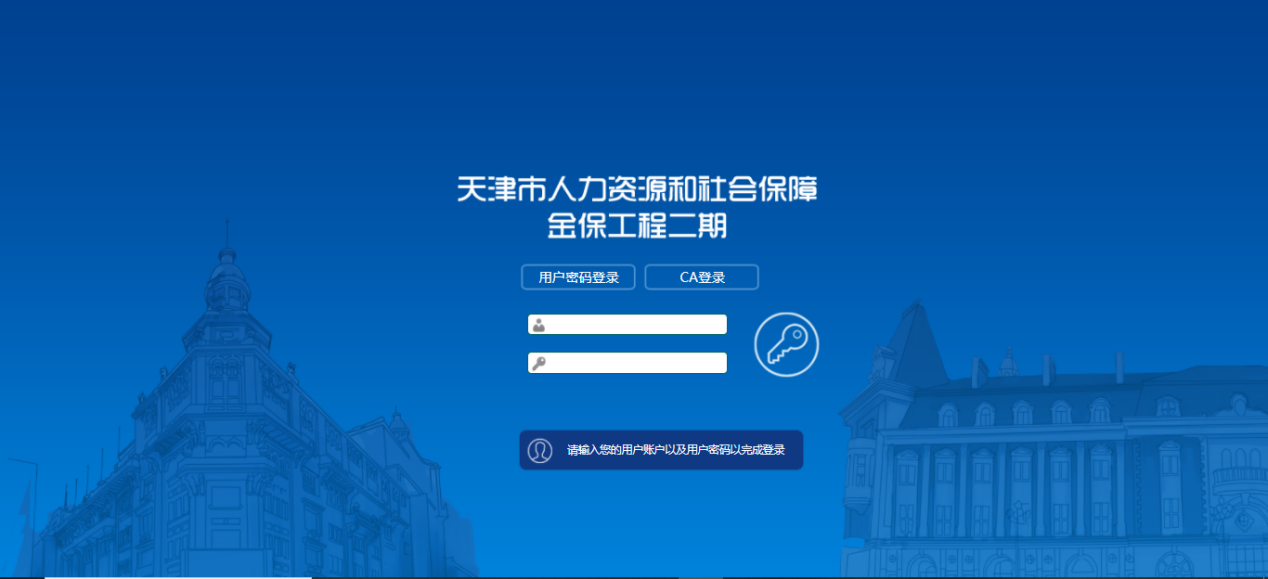 天津市人力资源和社会保障
金保工程二期
用户密码登录 CA登录
请输入您的用户账户以及用户密码以完成登录